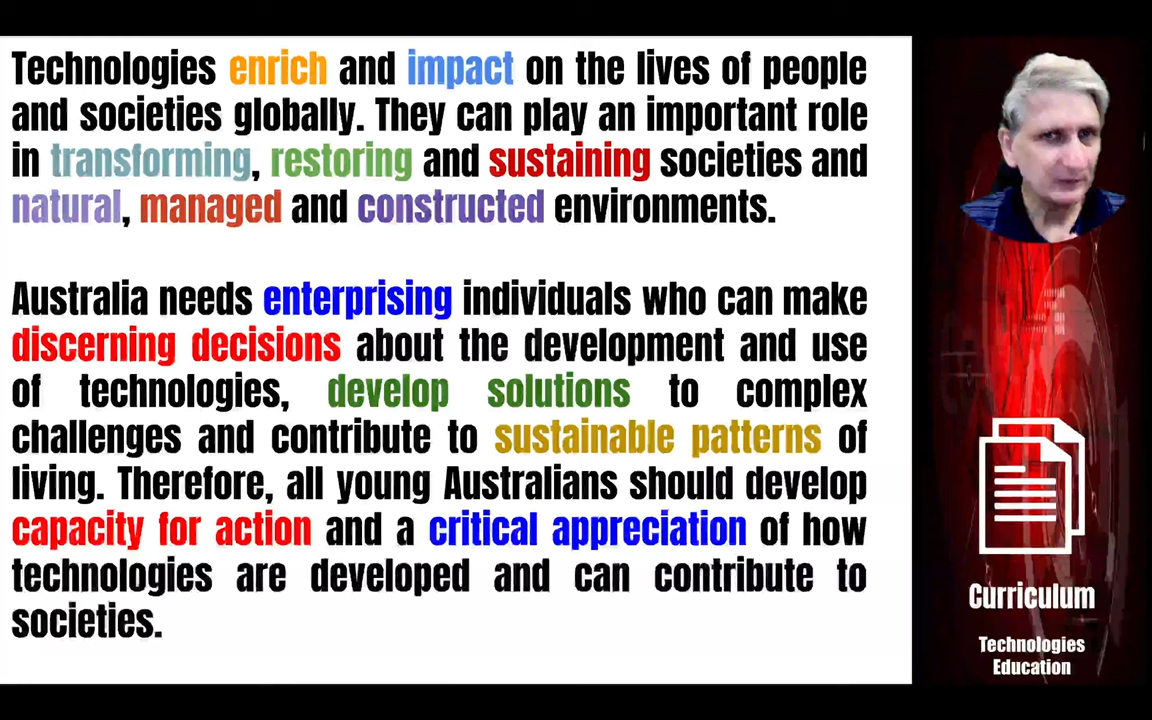 Technologies enrich and impact on the lives of people
and societies globally. They can play an important role
in transforming, restoring and sustaining societies and
natural, managed and constructed environments.
Australia needs enterprising individuals who can make
discerning decisions about the development and use
of technologies, develop solutions to complex
challenges and contribute to sustainable patterns of
living. Therefore, all young Australians should develop
capacity for action and a critical appreciation of how
technologies are developed and can contribute to
societies.
Curriculum
Technologies
Education